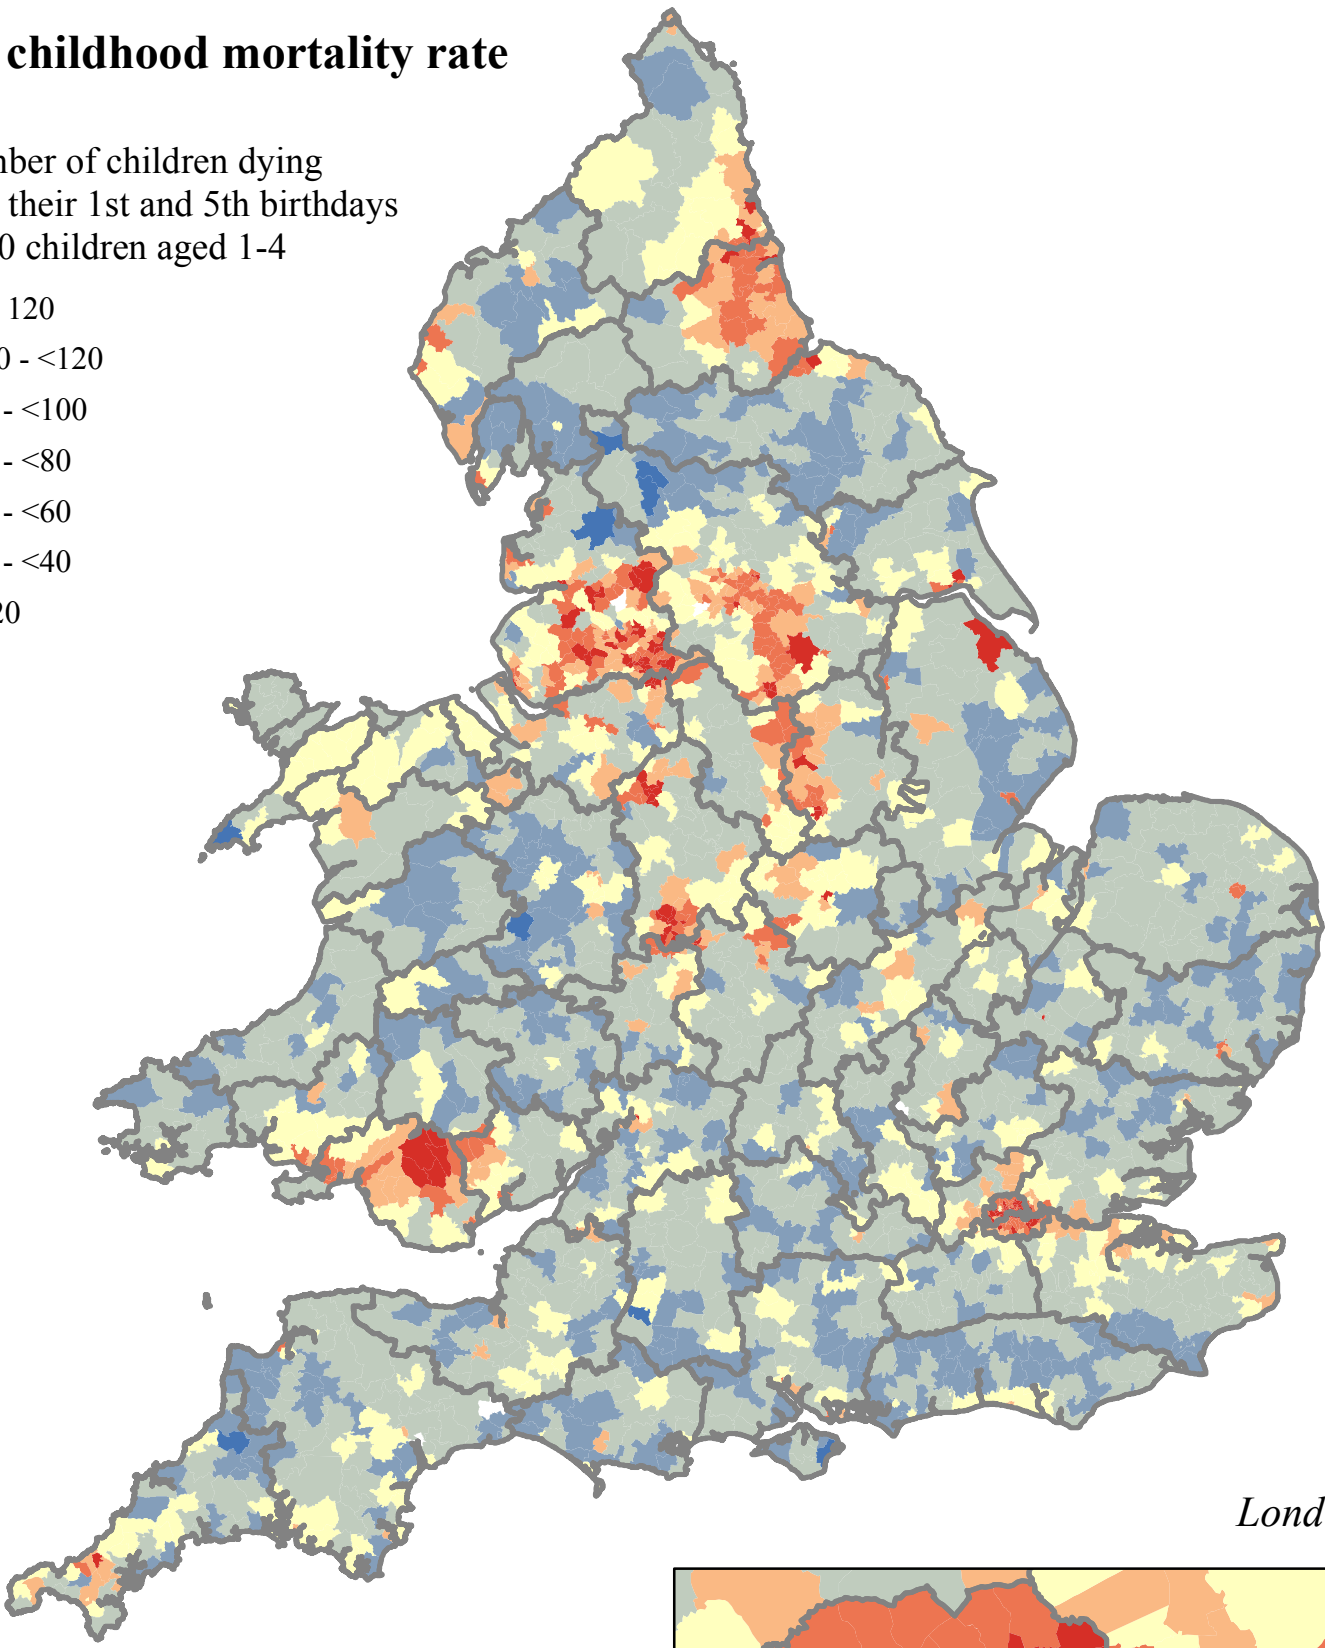 childhood mortality rate
ber of children dying
their 1st and 5th birthdays
0 children aged 1-4
120
0 - <120
- <100
- <80
- <60
- <40
20
Lond